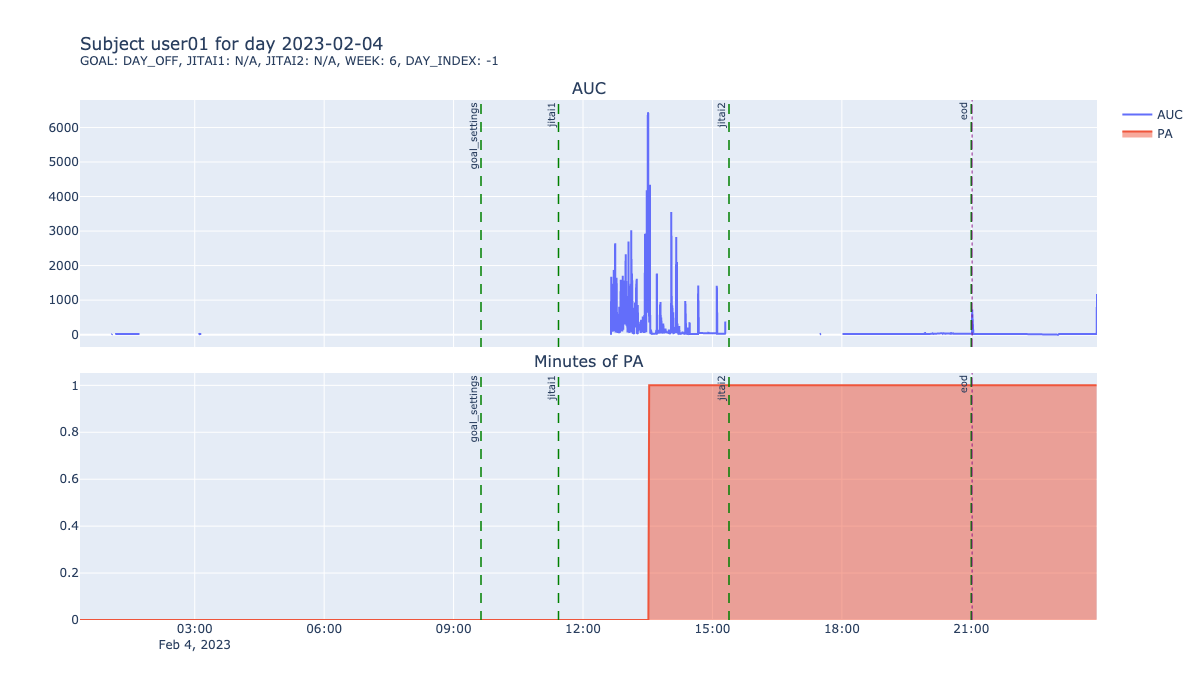 Subject user01 for day 2023-02-04
GOAL: DAY_OFF, JITAI1: N/A, JITAI2: N/A, WEEK: 6, DAY_INDEX: -1
AUC
goal_settings
jitai1
jitai2
eod
AUC
PA
6000
5000
4000
3000
2000
1000
0
Minutes of PA
goal_settings
jitai1
jitai2
eod
1
0.8
0.6
0.4
0.2
0
03:00 06:00 09:00 12:00 15:00 18:00 21:00
Feb 4, 2023